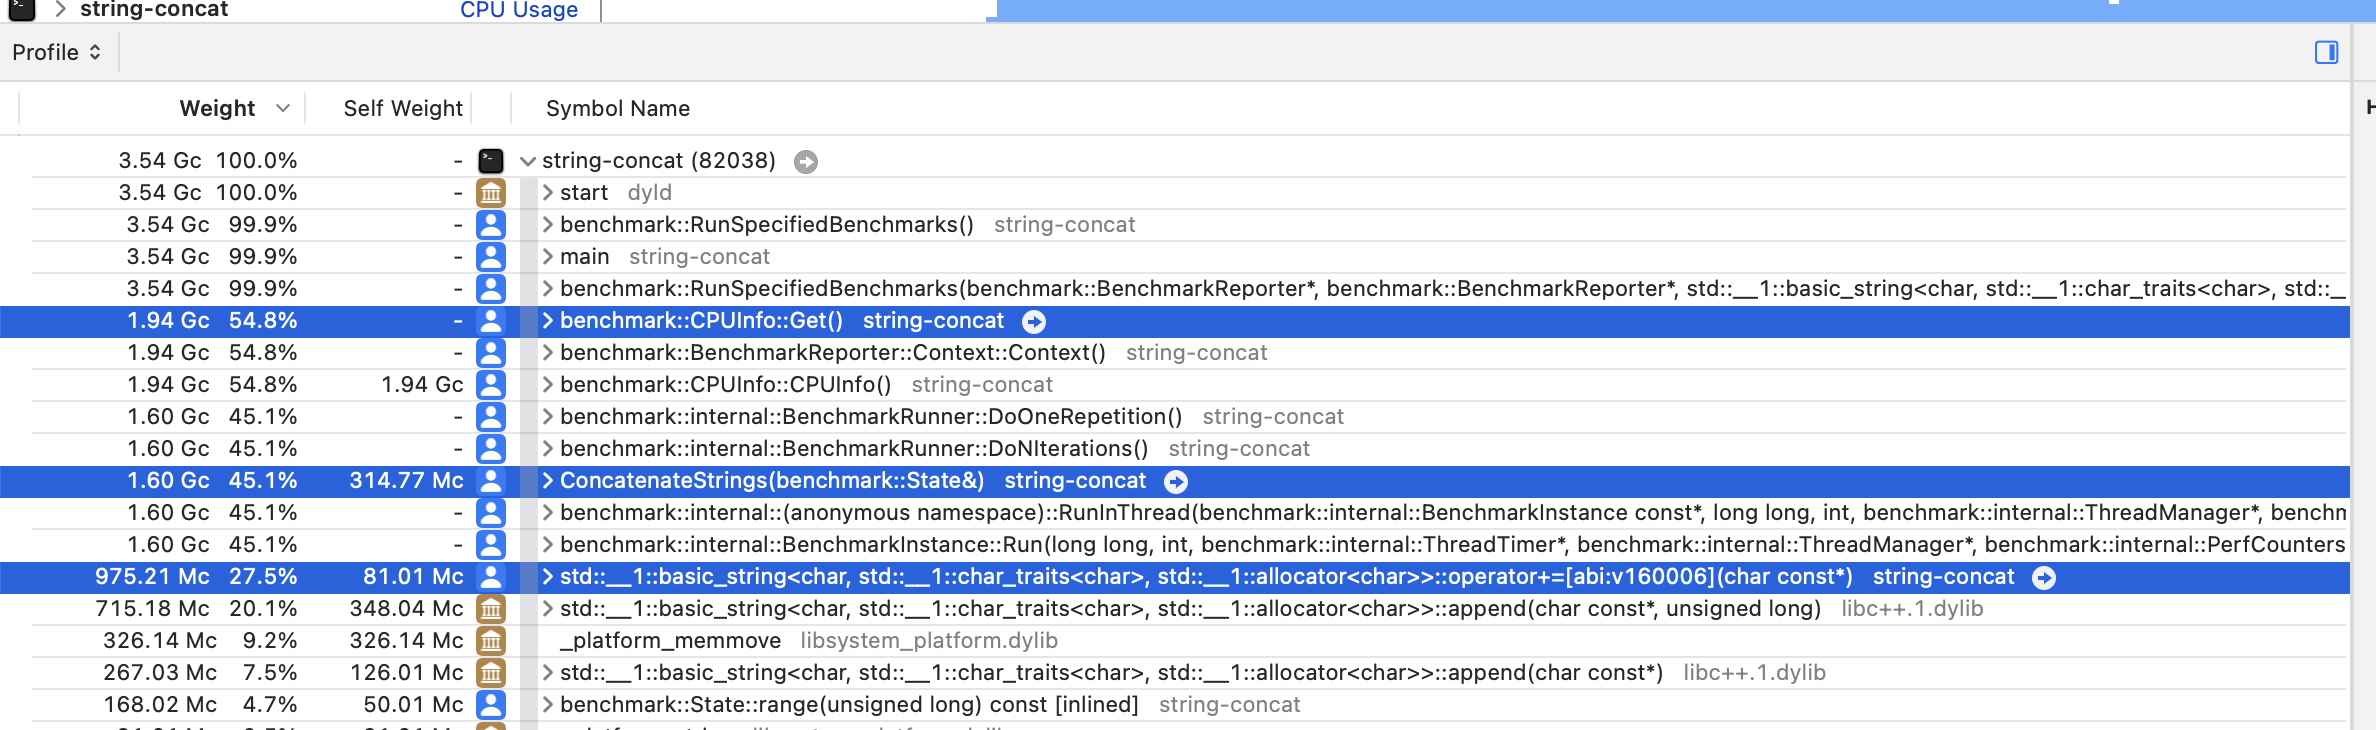 string-concat CPU Usage
Profile
Weight Self Weight Symbol Name
3.54 Gc 100.0% - string-concat (82038)
3.54 Gc 100.0% - start dyld
3.54 Gc 99.9% - benchmark::RunSpecifiedBenchmarks() string-concat
3.54 Gc 99.9% - main string-concat
3.54 Gc 99.9% - benchmark::RunSpecifiedBenchmarks(benchmark::BenchmarkReporter*, benchmark::BenchmarkReporter*, std::__1::basic_string<char, std::__1::char_traits<char>, std::_
1.94 Gc 54.8% - benchmark::CPUInfo::Get() string-concat
1.94 Gc 54.8% - benchmark::BenchmarkReporter::Context::Context() string-concat
1.94 Gc 54.8% 1.94 Gc benchmark::CPUInfo::CPUInfo() string-concat
1.60 Gc 45.1% - benchmark::internal::BenchmarkRunner::DoOneRepetition() string-concat
1.60 Gc 45.1% - benchmark::internal::BenchmarkRunner::DoNIterations() string-concat
1.60 Gc 45.1% 314.77 Mc ConcatenateStrings(benchmark::State&) string-concat
1.60 Gc 45.1% - benchmark::internal::(anonymous namespace)::RunInThread(benchmark::internal::BenchmarkInstance const*, long long, int, benchmark::internal::ThreadManager*, benchm
1.60 Gc 45.1% - benchmark::internal::BenchmarkInstance::Run(long long, int, benchmark::internal::ThreadTimer*, benchmark::internal::ThreadManager*, benchmark::internal::PerfCounters
975.21 Mc 27.5% 81.01 Mc std::__1::basic_string<char, std::__1::char_traits<char>, std::__1::allocator<char>>::operator+=[abi:v160006](char const*) string-concat
715.18 Mc 20.1% 348.04 Mc std::__1::basic_string<char, std::__1::char_traits<char>, std::__1::allocator<char>>::append(char const*, unsigned long) libc++.1.dylib
326.14 Mc 9.2% 326.14 Mc _platform_memmove libsystem_platform.dylib
267.03 Mc 7.5% 126.01 Mc std::__1::basic_string<char, std::__1::char_traits<char>, std::__1::allocator<char>>::append(char const*) libc++.1.dylib
168.02 Mc 4.7% 50.01 Mc benchmark::State::range(unsigned long) const [inlined] string-concat